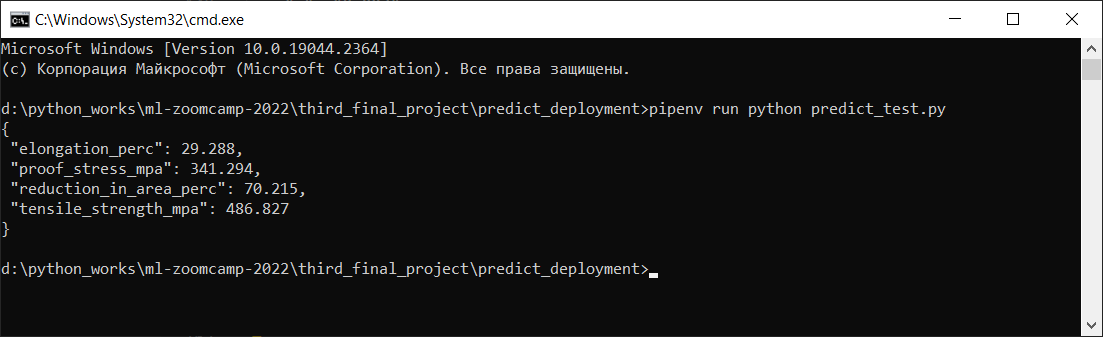 C:\Windows\System32\cmd.exe
Microsoft Windows [Version 10.0.19044.2364]
(c) Корпорация Майкрософт (Microsoft Corporation). Все права защищены.
d:\python_works\ml-zoomcamp-2022\third_final_project\predict_deployment>pipenv run python predict_test.py
{
"elongation_perc": 29.288,
"proof_stress_mpa": 341.294,
"reduction_in_area_perc": 70.215,
"tensile_strength_mpa": 486.827
}
d:\python_works\ml-zoomcamp-2022\third_final_project\predict_deployment>